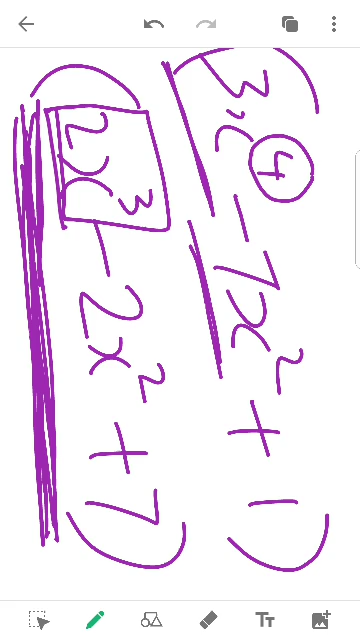 (3x⁴ - 7x² + 1)
(2x³ - 2x² + 7)